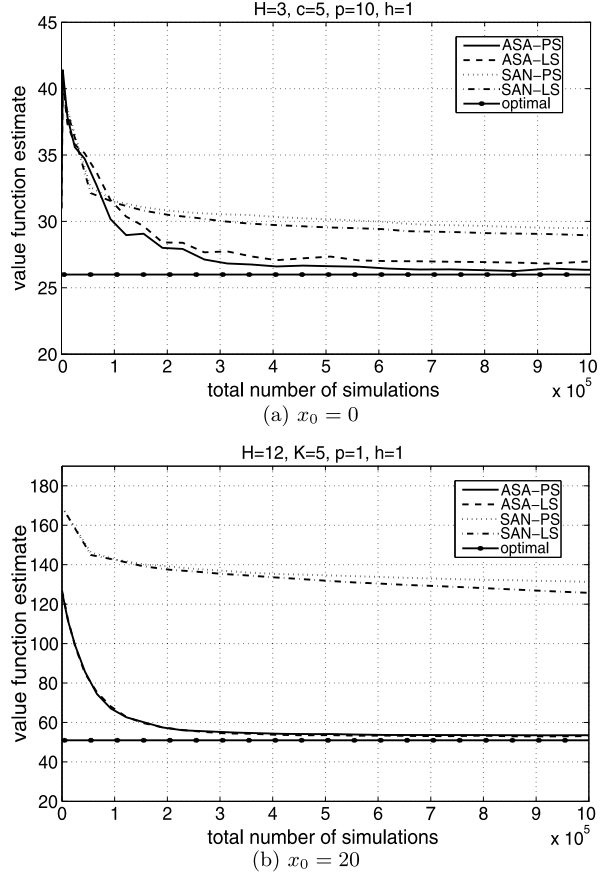 H=3, c=5, p=10, h=1
45
40
35
30
25
20
value function estimate
ASA-PS
ASA-LS
SAN-PS
SAN-LS
optimal
0 1 2 3 4 5 6 7 8 9 10
total number of simulations
x 10^5
(a) x_0 = 0
H=12, K=5, p=1, h=1
180
160
140
120
100
80
60
40
20
value function estimate
ASA-PS
ASA-LS
SAN-PS
SAN-LS
optimal
0 1 2 3 4 5 6 7 8 9 10
total number of simulations
x 10^5
(b) x_0 = 20